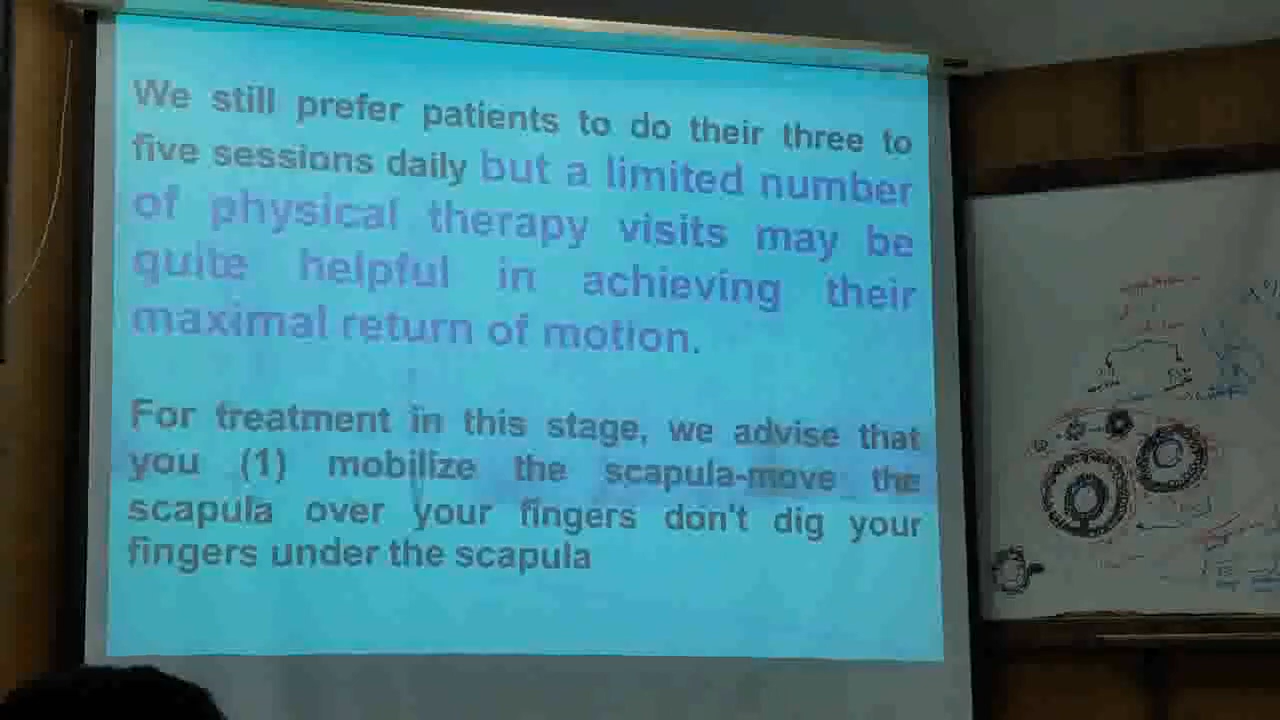 We still prefer patients to do their three to
five sessions daily but a limited number
of physical therapy visits may be
quite helpful in achieving their
maximal return of motion.
For treatment in this stage, we advise that
you (1) mobilize the scapula-move the
scapula over your fingers don't dig your
fingers under the scapula